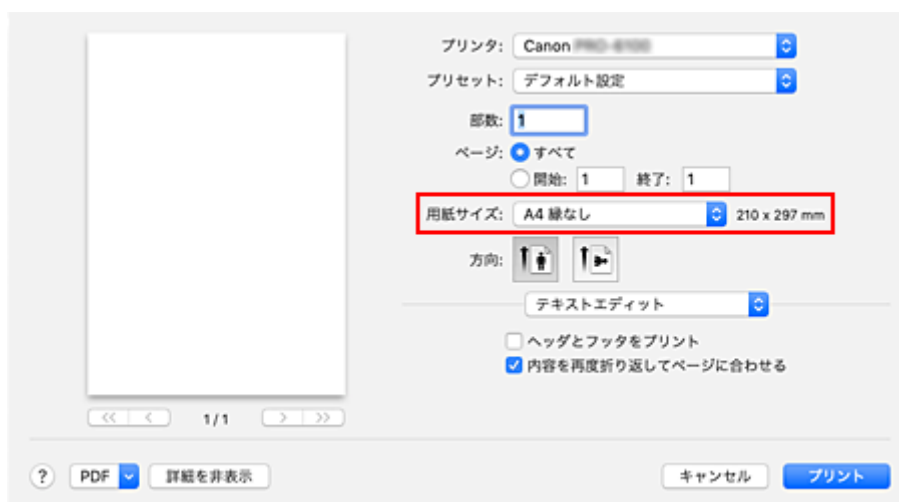 プリンタ: Canon
プリセット: デフォルト設定
部数: 1
ページ: すべて
開始: 1 終了: 1
用紙サイズ: A4 縁なし 210 x 297 mm
方向:
テキストエディット
ヘッダとフッタをプリント
内容を再度折り返してページに合わせる
<< < 1/1 > >>
? PDF 詳細を非表示 キャンセル プリント